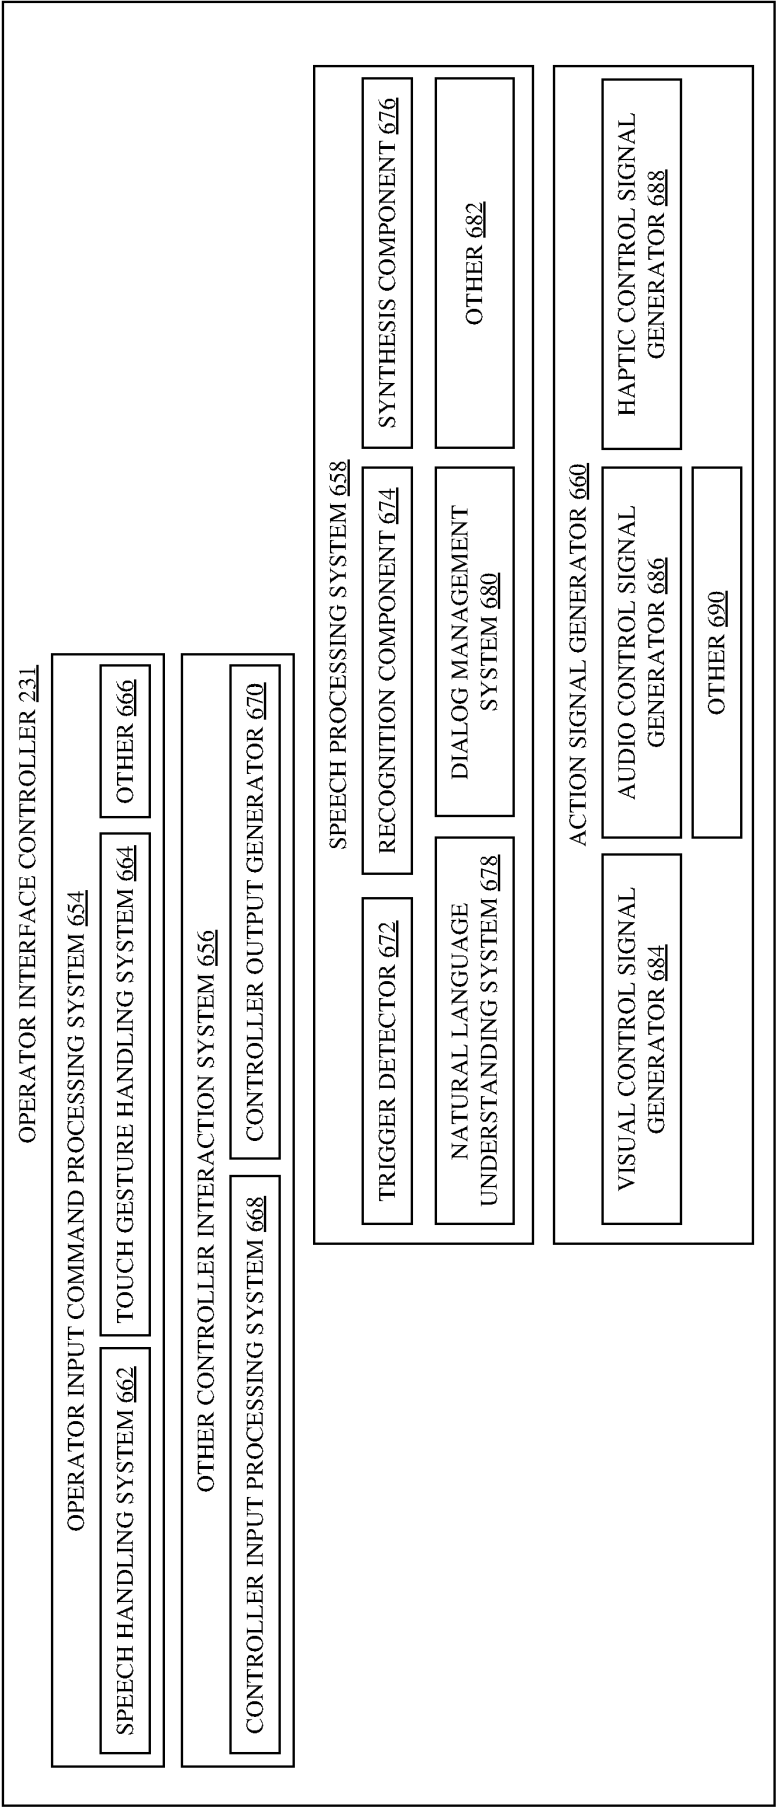 OPERATOR INTERFACE CONTROLLER 231
OPERATOR INPUT COMMAND PROCESSING SYSTEM 654
SPEECH HANDLING SYSTEM 662
TOUCH GESTURE HANDLING SYSTEM 664
OTHER 666
OTHER CONTROLLER INTERACTION SYSTEM 656
CONTROLLER INPUT PROCESSING SYSTEM 668
CONTROLLER OUTPUT GENERATOR 670
SPEECH PROCESSING SYSTEM 658
TRIGGER DETECTOR 672
RECOGNITION COMPONENT 674
SYNTHESIS COMPONENT 676
NATURAL LANGUAGE
UNDERSTANDING SYSTEM 678
DIALOG MANAGEMENT
SYSTEM 680
OTHER 682
ACTION SIGNAL GENERATOR 660
VISUAL CONTROL SIGNAL
GENERATOR 684
AUDIO CONTROL SIGNAL
GENERATOR 686
HAPTIC CONTROL SIGNAL
GENERATOR 688
OTHER 690